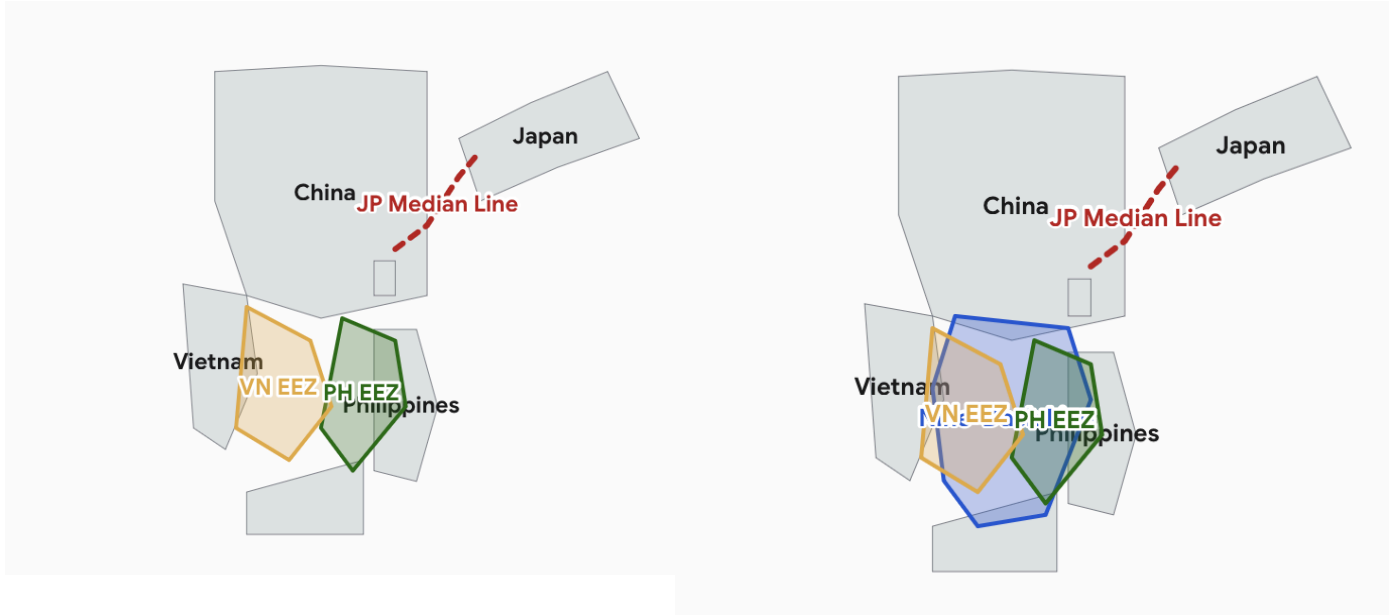 Japan
China
JP Median Line
Vietnam
VN EEZ
PH EEZ
Philippines
Japan
China
JP Median Line
Vietnam
VN EEZ
PH EEZ
Philippines